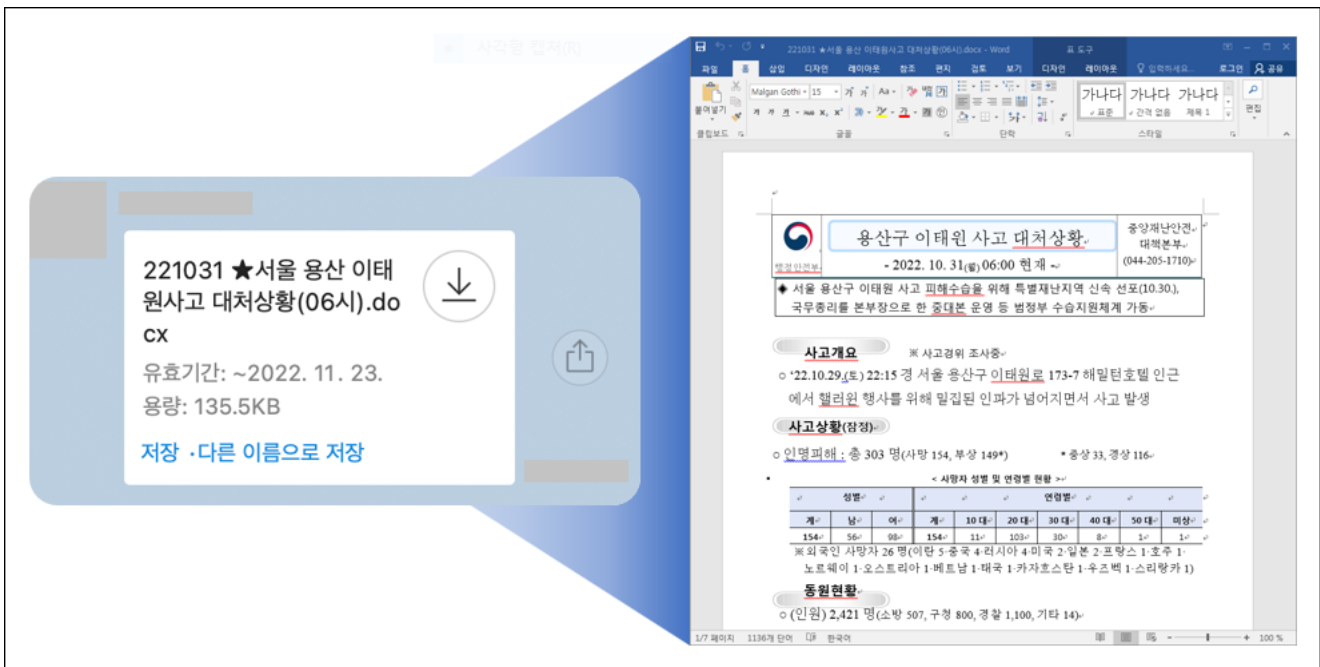 221031 ★서울 용산 이태
원사고 대처상황(06시).do
cx
유효기간: ~2022. 11. 23.
용량: 135.5KB
저장 ·다른 이름으로 저장
221031 ★서울 용산 이태원사고 대처상황(06시).docx - Word
표 도구
파일 홈 삽입 디자인 레이아웃 참조 편지 검토 보기 디자인 레이아웃 입력하세요... 로그인 공유
붙여넣기
Malgan Gothi 15
가나다 가나다 가나다
표준 간격 없음 제목 1
편집
클립보드 글꼴 단락 스타일
행정안전부
용산구 이태원 사고 대처상황
- 2022. 10. 31(월) 06:00 현재 -
중앙재난안전
대책본부
(044-205-1710)
◈ 서울 용산구 이태원 사고 피해수습을 위해 특별재난지역 신속 선포(10.30.),
국무총리를 본부장으로 한 중대본 운영 등 범정부 수습지원체계 가동
사고개요 ※ 사고경위 조사중
○ ‘22.10.29.(토) 22:15 경 서울 용산구 이태원로 173-7 해밀턴호텔 인근
에서 핼러윈 행사를 위해 밀집된 인파가 넘어지면서 사고 발생
사고상황(잠정)
○ 인명피해 : 총 303 명(사망 154, 부상 149*) * 중상 33, 경상 116
< 사망자 성별 및 연령별 현황 >
성별 연령별
계 남 여 계 10 대 20 대 30 대 40 대 50 대 미상
154 56 98 154 11 103 30 8 1 1
※ 외국인 사망자 26 명(이란 5·중국 4·러시아 4·미국 2·일본 2·프랑스 1·호주 1·
노르웨이 1·오스트리아 1·베트남 1·태국 1·카자흐스탄 1·우즈벡 1·스리랑카 1)
동원현황
○ (인원) 2,421 명(소방 507, 구청 800, 경찰 1,100, 기타 14)
1/7 페이지 1136개 단어 한국어 100 %